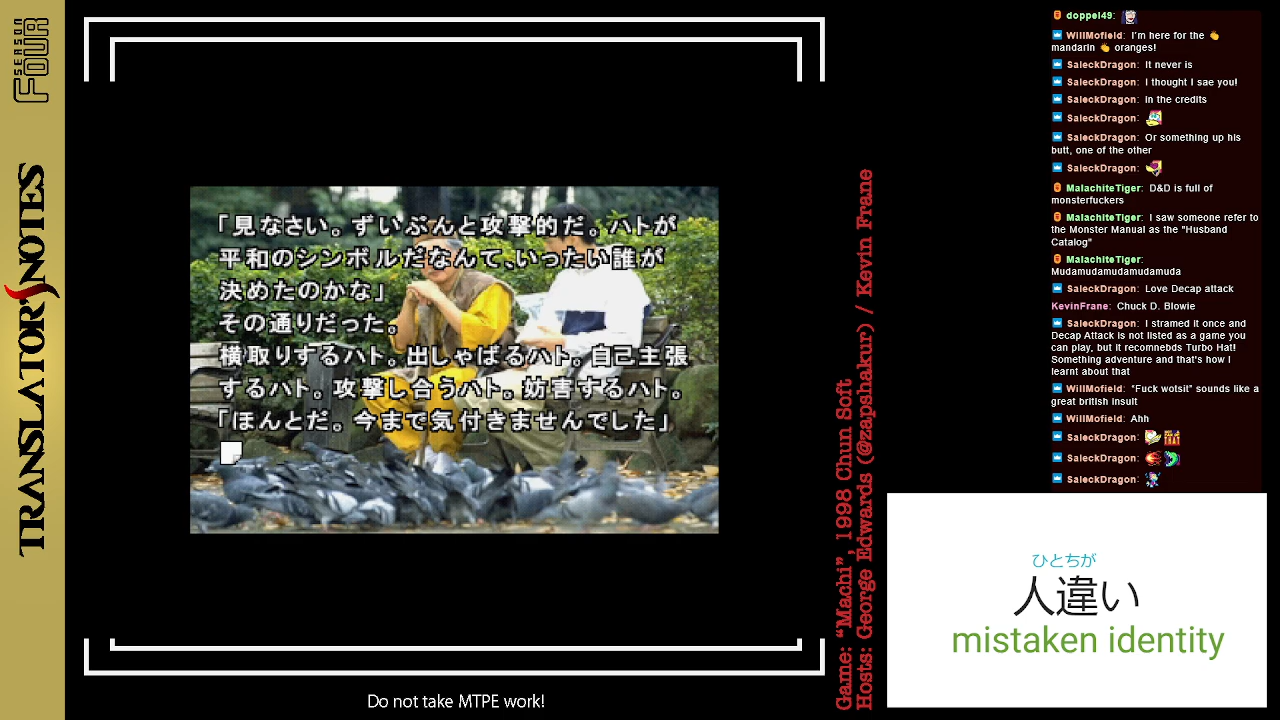 SEASON
FOUR
TRANSLATOR'S NOTES
「見なさい。ずいぶんと攻撃的だ。ハトが
平和のシンボルだなんて、いったい誰が
決めたのかな」
その通りだった。
横取りするハト。出しゃばるハト。自己主張
するハト。攻撃し合うハト。妨害するハト。
「ほんとだ。今まで気付きませんでした」
Do not take MTPE work!
Game: "Machi", 1998 Chun Soft
Hosts: George Edwards (@zapshakur) / Kevin Frane
doppel49:
WillMofield: I'm here for the 👏
mandarin 👏 oranges!
SaleckDragon: It never is
SaleckDragon: I thought I sae you!
SaleckDragon: in the credits
SaleckDragon:
SaleckDragon: Or something up his
butt, one of the other
SaleckDragon:
MalachiteTiger: D&D is full of
monsterfuckers
MalachiteTiger: I saw someone refer to
the Monster Manual as the "Husband
Catalog"
MalachiteTiger:
Mudamudamudamudamuda
SaleckDragon: Love Decap attack
KevinFrane: Chuck D. Blowie
SaleckDragon: I stramed it once and
Decap Attack is not listed as a game you
can play, but it recomnebds Turbo Hat!
Something adventure and that's how I
learnt about that
WillMofield: "Fuck wotsit" sounds like a
great british insult
WillMofield: Ahh
SaleckDragon:
SaleckDragon:
SaleckDragon:
ひとちが
人違い
mistaken identity